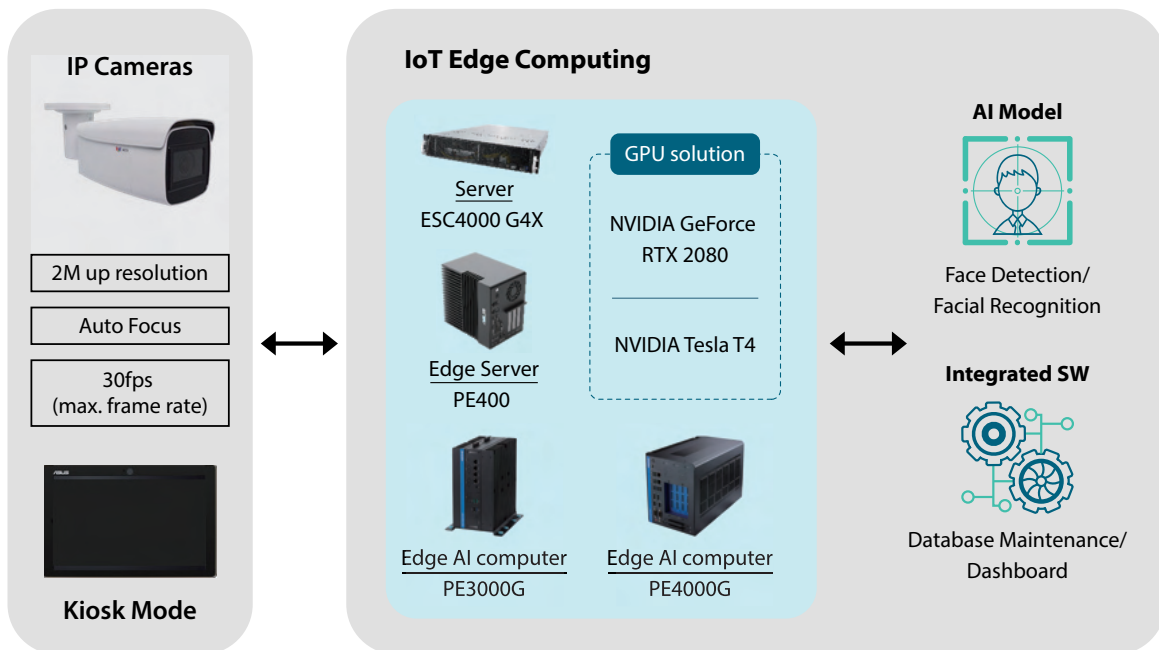 IP Cameras
2M up resolution
Auto Focus
30fps
(max. frame rate)
ASUS
Kiosk Mode
IoT Edge Computing
Server
ESC4000 G4X
Edge Server
PE400
Edge AI computer
PE3000G
Edge AI computer
PE4000G
GPU solution
NVIDIA GeForce
RTX 2080
NVIDIA Tesla T4
AI Model
Face Detection/
Facial Recognition
Integrated SW
Database Maintenance/
Dashboard